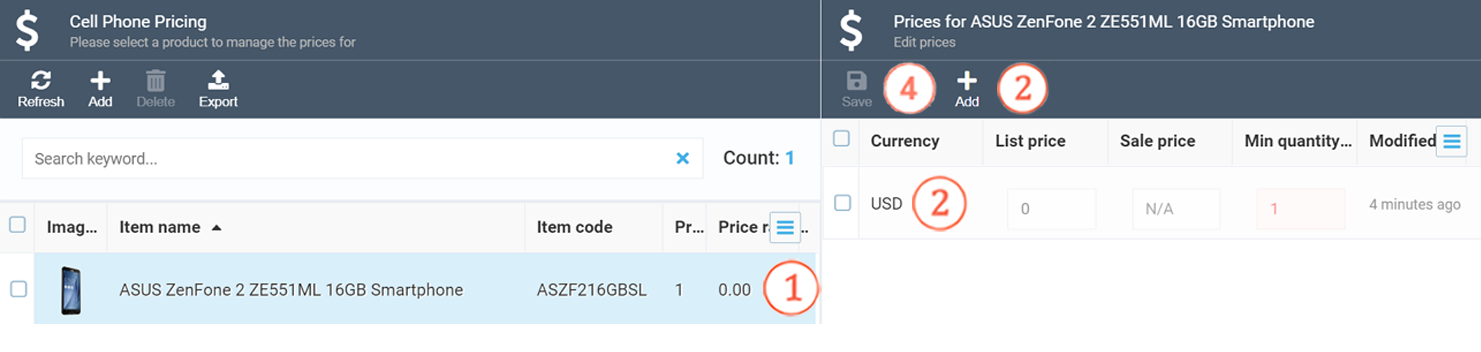 Cell Phone Pricing
Please select a product to manage the prices for
Refresh Add Delete Export
Search keyword... Count: 1
Imag... Item name Item code Pr... Price r...
ASUS ZenFone 2 ZE551ML 16GB Smartphone ASZF216GBSL 1 0.00 1
$ Prices for ASUS ZenFone 2 ZE551ML 16GB Smartphone
Edit prices
Save 4 Add 2
Currency List price Sale price Min quantity... Modified
USD 2 0 N/A 1 4 minutes ago